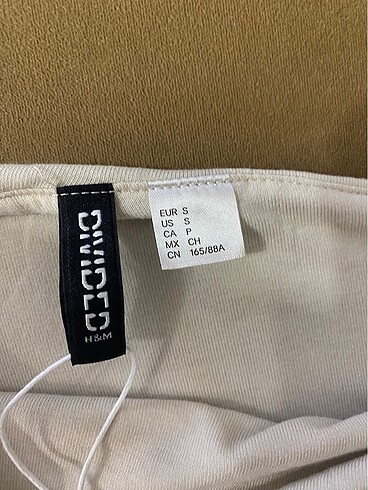 DIVIDED
H&M
EUR S
US S
CA P
MX CH
CN 165/88A